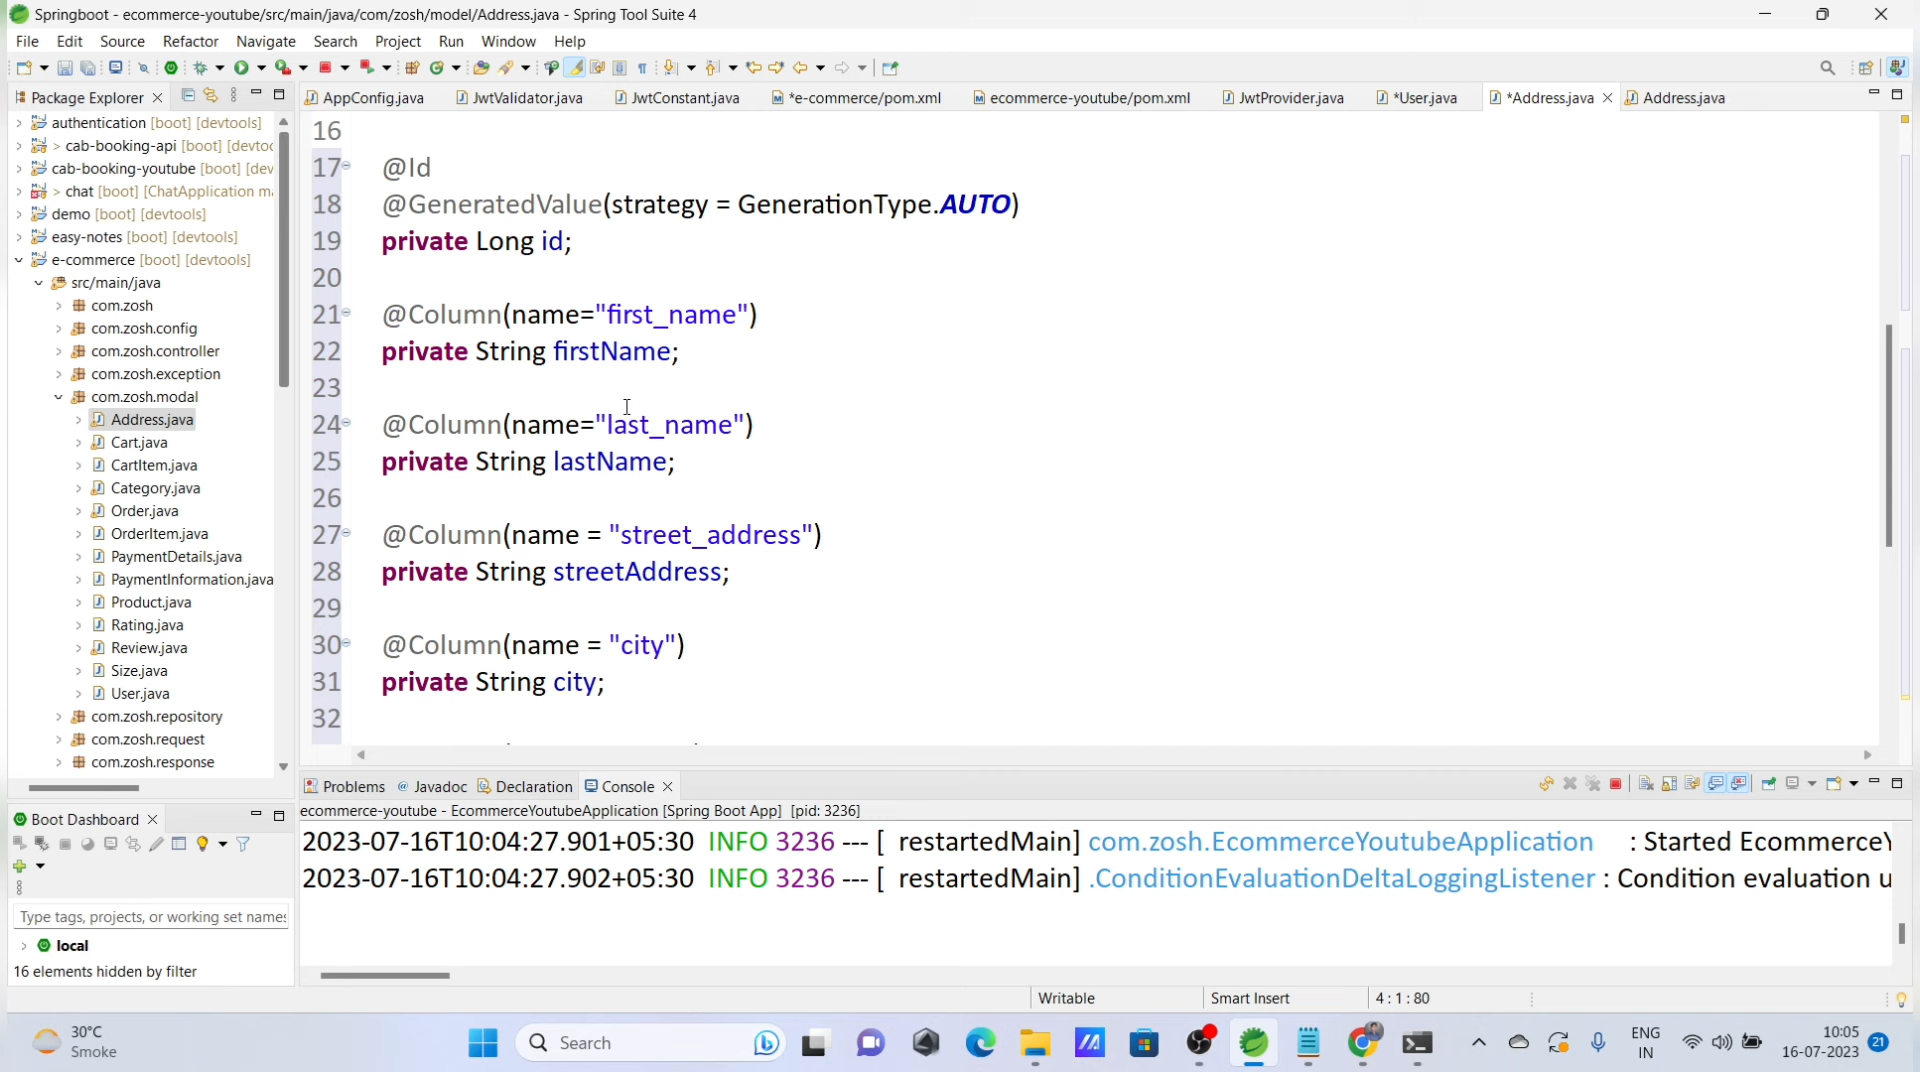 Springboot - ecommerce-youtube/src/main/java/com/zosh/model/Address.java - Spring Tool Suite 4
File Edit Source Refactor Navigate Search Project Run Window Help
Package Explorer
AppConfig.java JwtValidator.java JwtConstant.java *e-commerce/pom.xml ecommerce-youtube/pom.xml JwtProvider.java *User.java *Address.java Address.java
authentication [boot] [devtools]
> cab-booking-api [boot] [devtoo
cab-booking-youtube [boot] [dev
> chat [boot] [ChatApplication ma
demo [boot] [devtools]
easy-notes [boot] [devtools]
e-commerce [boot] [devtools]
src/main/java
com.zosh
com.zosh.config
com.zosh.controller
com.zosh.exception
com.zosh.modal
Address.java
Cart.java
CartItem.java
Category.java
Order.java
OrderItem.java
PaymentDetails.java
PaymentInformation.java
Product.java
Rating.java
Review.java
Size.java
User.java
com.zosh.repository
com.zosh.request
com.zosh.response
16
17 @Id
18 @GeneratedValue(strategy = GenerationType.AUTO)
19 private Long id;
20
21 @Column(name="first_name")
22 private String firstName;
23
24 @Column(name="last_name")
25 private String lastName;
26
27 @Column(name = "street_address")
28 private String streetAddress;
29
30 @Column(name = "city")
31 private String city;
32
Problems Javadoc Declaration Console
ecommerce-youtube - EcommerceYoutubeApplication [Spring Boot App] [pid: 3236]
2023-07-16T10:04:27.901+05:30 INFO 3236 --- [ restartedMain] com.zosh.EcommerceYoutubeApplication : Started EcommerceY
2023-07-16T10:04:27.902+05:30 INFO 3236 --- [ restartedMain] .ConditionEvaluationDeltaLoggingListener : Condition evaluation u
Boot Dashboard
Type tags, projects, or working set names
local
16 elements hidden by filter
Writable Smart Insert 4 : 1 : 80
30°C
Smoke
Search
ENG
IN
10:05
16-07-2023
21